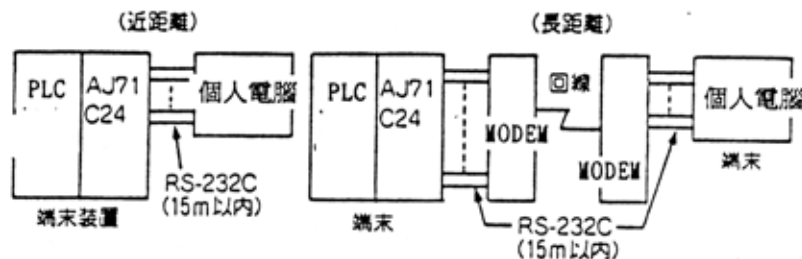 (近距離)
PLC
AJ71
C24
個人電腦
RS-232C
(15m以内)
端末装置
(長距離)
PLC
AJ71
C24
MODEM
回線
MODEM
個人電腦
端末
端末
RS-232C
(15m以内)